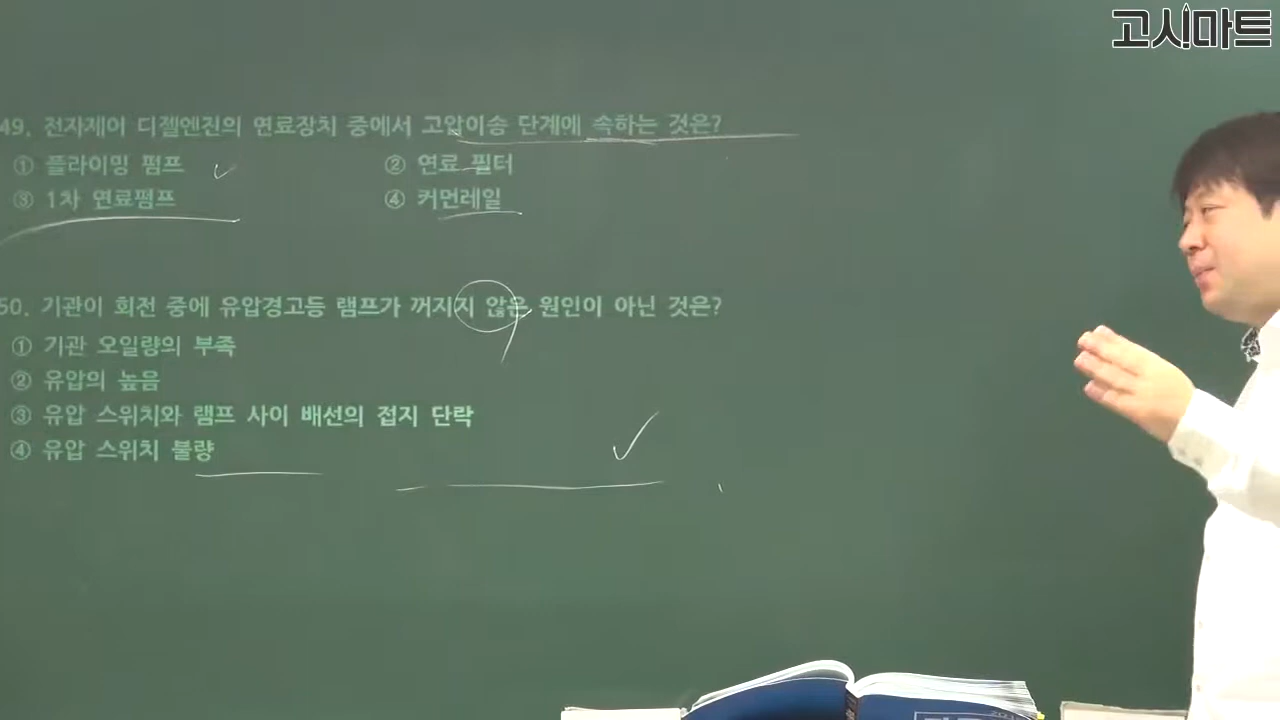 고시마트
49. 전자제어 디젤엔진의 연료장치 중에서 고압이송 단계에 속하는 것은?
① 플라이밍 펌프 ② 연료 필터
③ 1차 연료펌프 ④ 커먼레일
50. 기관이 회전 중에 유압경고등 램프가 꺼지지 않은 원인이 아닌 것은?
① 기관 오일량의 부족
② 유압의 높음
③ 유압 스위치와 램프 사이 배선의 접지 단락
④ 유압 스위치 불량